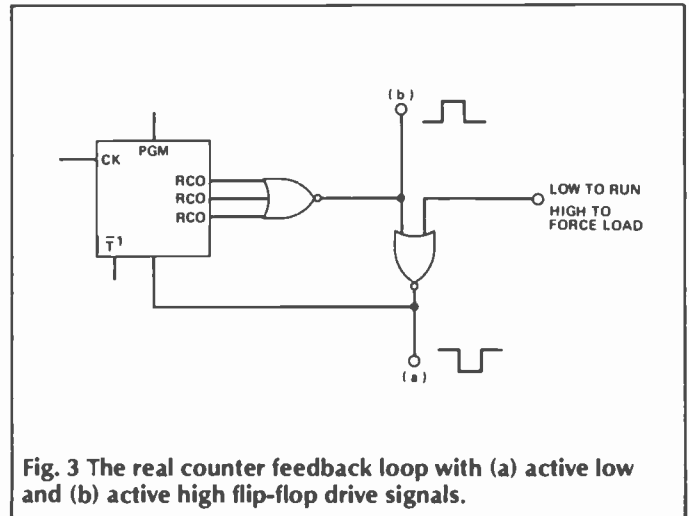 (b)
PGM
CK
RCO
RCO
RCO
T̅ 1
LOW TO RUN
HIGH TO
FORCE LOAD
(a)
Fig. 3 The real counter feedback loop with (a) active low
and (b) active high flip-flop drive signals.